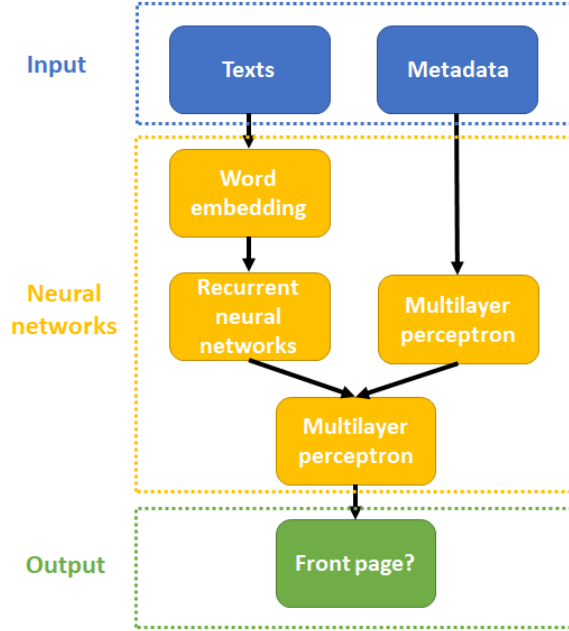 Input
Texts
Metadata
Word
embedding
Neural
networks
Recurrent
neural
networks
Multilayer
perceptron
Multilayer
perceptron
Output
Front page?